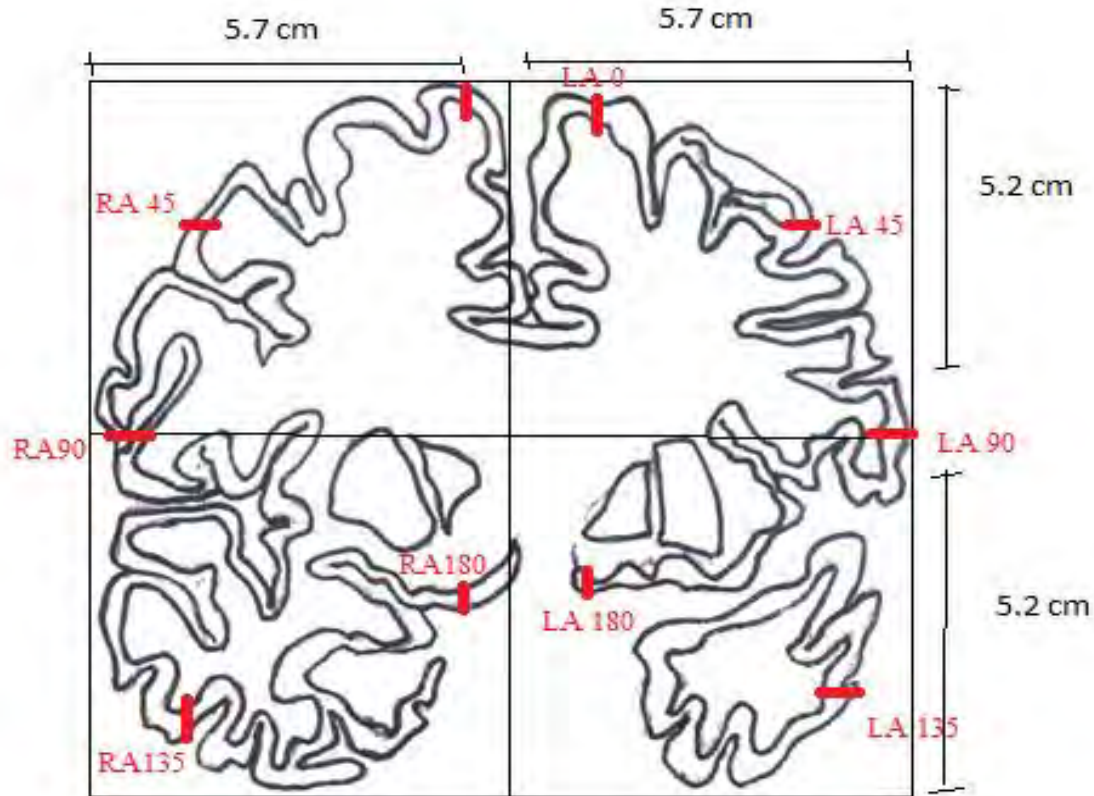 5.7 cm
5.7 cm
LA 0
5.2 cm
RA 45
LA 45
RA90
LA 90
RA180
LA 180
5.2 cm
LA 135
RA135